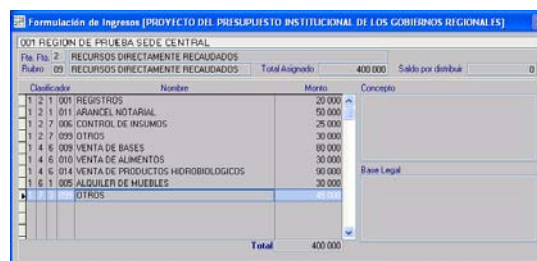 Formulación de Ingresos [PROYECTO DEL PRESUPUESTO INSTITUCIONAL DE LOS GOBIERNOS REGIONALES]
001 REGION DE PRUEBA SEDE CENTRAL
Fte. Fto. 2 RECURSOS DIRECTAMENTE RECAUDADOS
Rubro 09 RECURSOS DIRECTAMENTE RECAUDADOS Total Asignado 400 000 Saldo por distribuir 0
Clasificador Nombre Monto Concepto
1 2 1 001 REGISTROS 20 000
1 2 1 011 ARANCEL NOTARIAL 50 000
1 2 7 006 CONTROL DE INSUMOS 25 000
1 2 7 099 OTROS 30 000
1 4 6 009 VENTA DE BASES 80 000
1 4 6 010 VENTA DE ALIMENTOS 30 000
1 4 6 014 VENTA DE PRODUCTOS HIDROBIOLOGICOS 90 000
Base Legal
1 6 1 005 ALQUILER DE MUEBLES 30 000
OTROS
Total 400 000